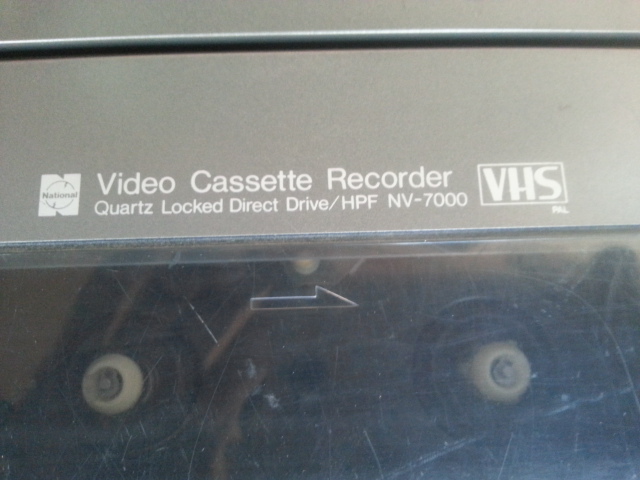 National
Video Cassette Recorder
Quartz Locked Direct Drive/HPF NV-7000
VHS
PAL